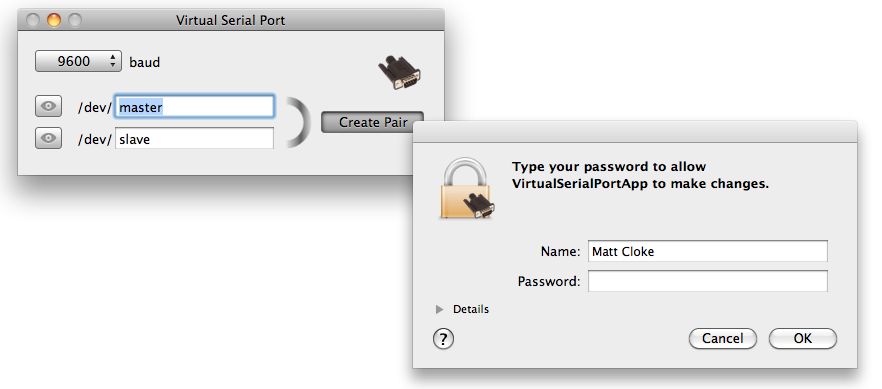 Virtual Serial Port
9600 baud
/dev/ master
Create Pair
/dev/ slave
Type your password to allow
VirtualSerialPortApp to make changes.
Name: Matt Cloke
Password:
Details
? Cancel OK